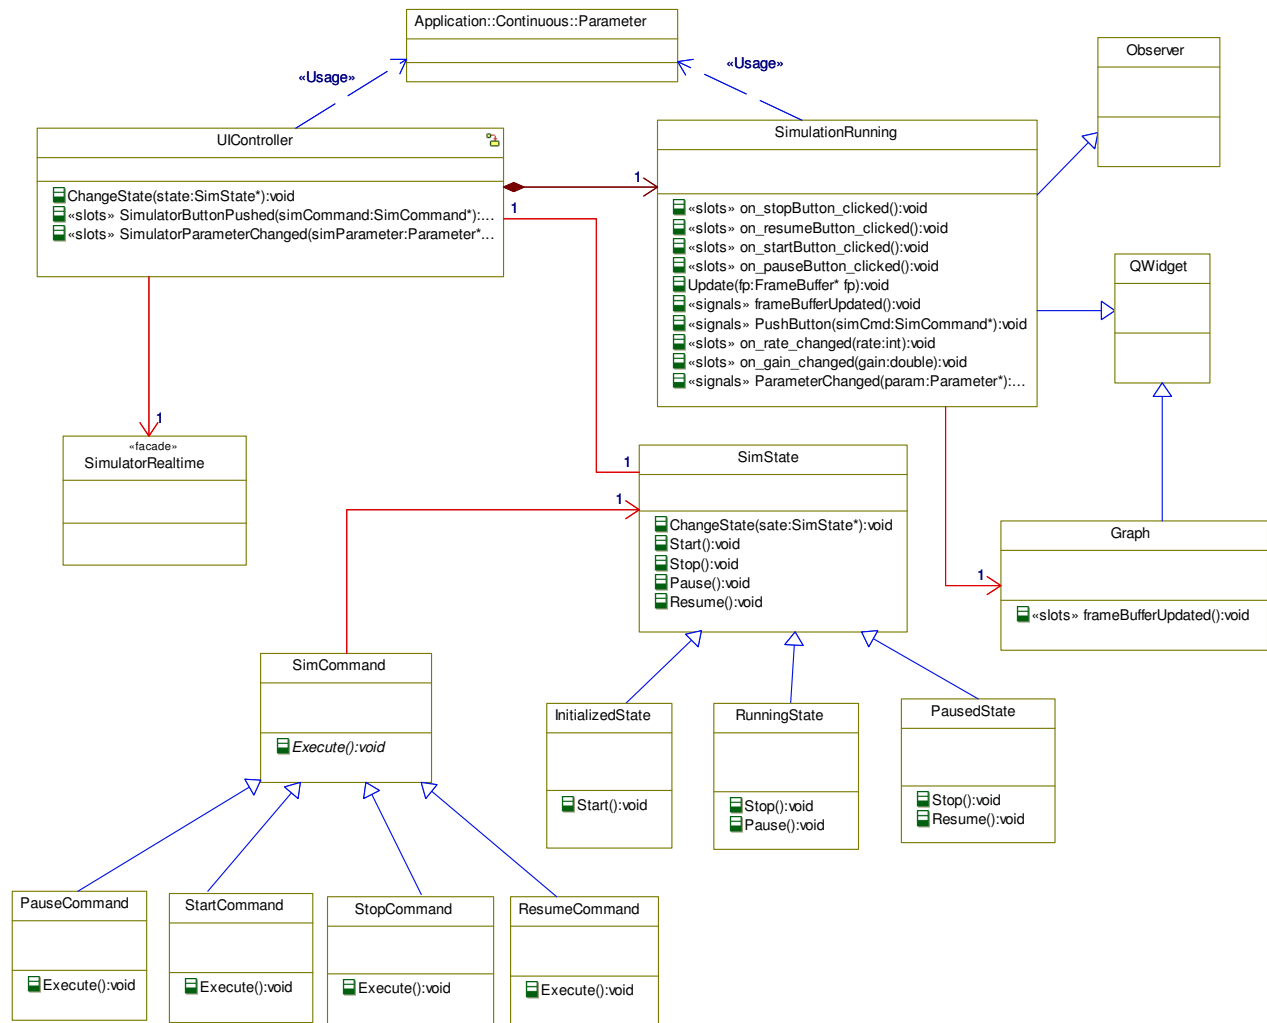 Application::Continuous::Parameter
«Usage»
«Usage»
Observer
UIController
ChangeState(state:SimState*):void
«slots» SimulatorButtonPushed(simCommand:SimCommand*):...
«slots» SimulatorParameterChanged(simParameter:Parameter*...
1
1
SimulationRunning
«slots» on_stopButton_clicked():void
«slots» on_resumeButton_clicked():void
«slots» on_startButton_clicked():void
«slots» on_pauseButton_clicked():void
Update(fp:FrameBuffer* fp):void
«signals» frameBufferUpdated():void
«signals» PushButton(simCmd:SimCommand*):void
«slots» on_rate_changed(rate:int):void
«slots» on_gain_changed(gain:double):void
«signals» ParameterChanged(param:Parameter*):...
QWidget
1
«facade»
SimulatorRealtime
1
1
SimState
ChangeState(sate:SimState*):void
Start():void
Stop():void
Pause():void
Resume():void
1
Graph
«slots» frameBufferUpdated():void
SimCommand
Execute():void
InitializedState
Start():void
RunningState
Stop():void
Pause():void
PausedState
Stop():void
Resume():void
PauseCommand
Execute():void
StartCommand
Execute():void
StopCommand
Execute():void
ResumeCommand
Execute():void